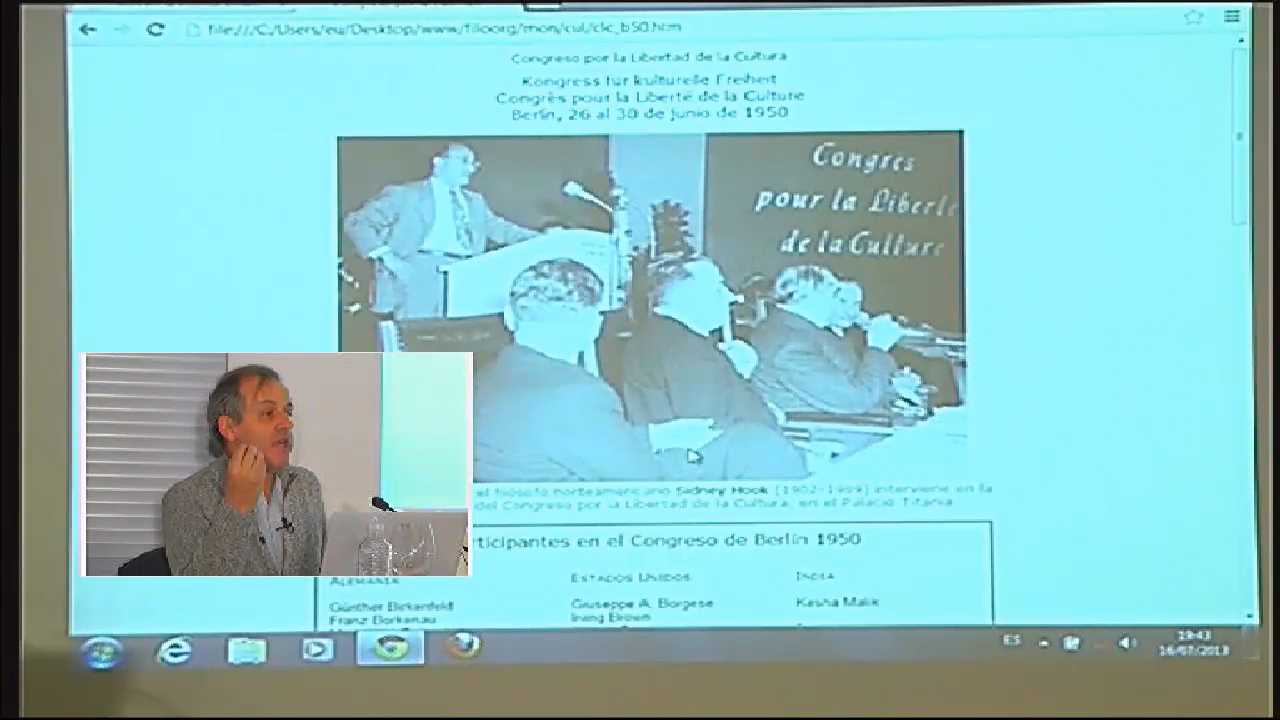 file:///C:/Users/eu/Desktop/www/filoorg/mon/cul/clc_b50.htm
Congreso por la Libertad de la Cultura
Kongress für kulturelle Freiheit
Congrès pour la Liberté de la Culture
Berlín, 26 al 30 de junio de 1950
Congres
pour la Liberte
de la Culture
el filósofo norteamericano Sidney Hook (1902-1989) interviene en la
del Congreso por la Libertad de la Cultura, en el Palacio Titania
rticipantes en el Congreso de Berlín 1950
ALEMANIA ESTADOS UNIDOS INDIA
Günther Birkenfeld Giuseppe A. Borgese Kasha Malik
Franz Borkenau Irving Brown
ES 19:43
16/07/2013